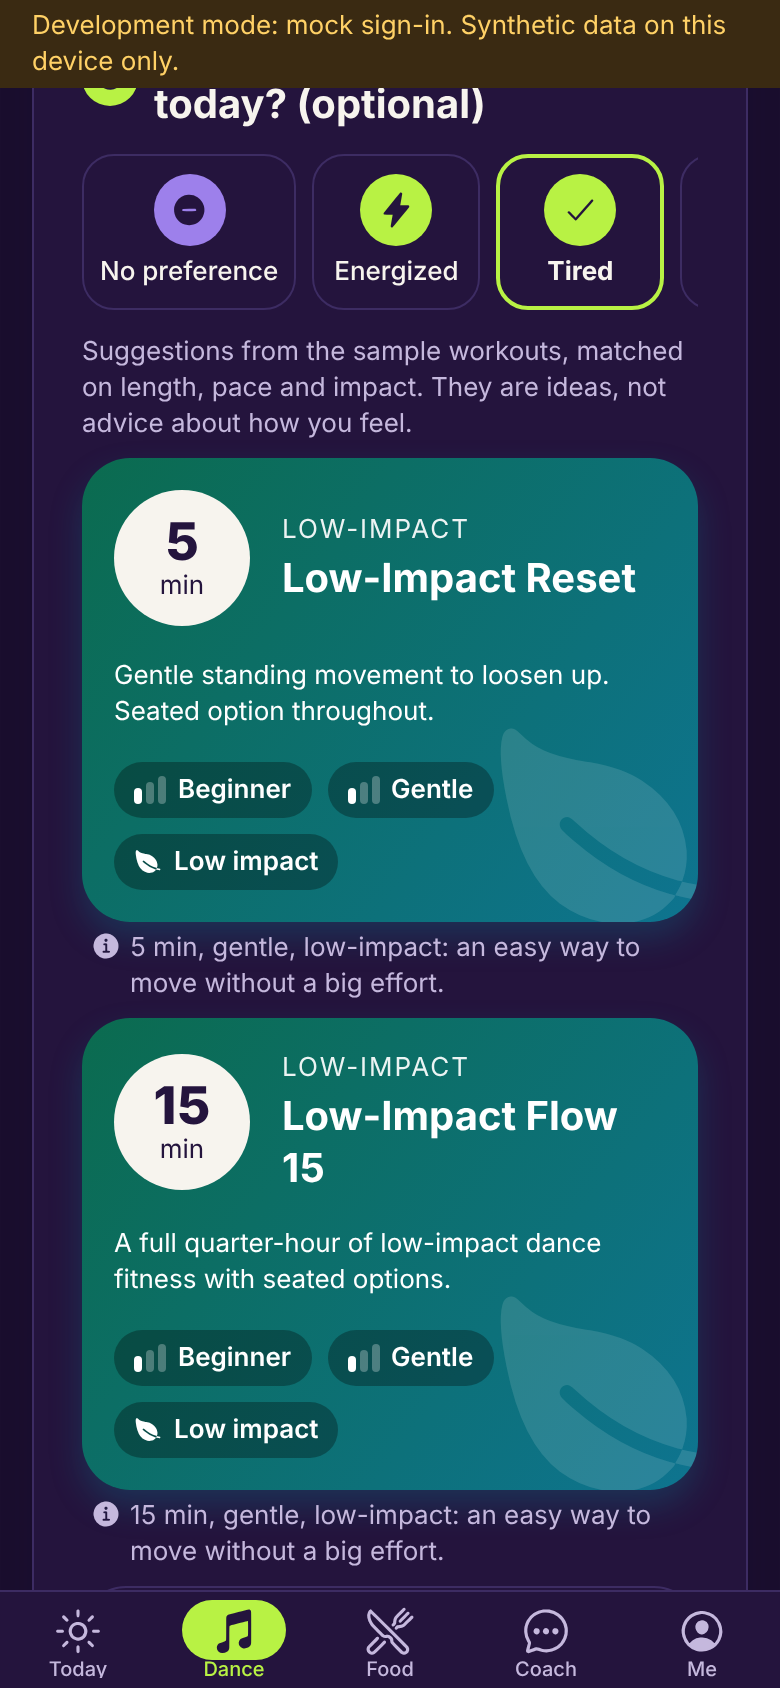 Development mode: mock sign-in. Synthetic data on this
device only.
today? (optional)
No preference
Energized
Tired
Suggestions from the sample workouts, matched
on length, pace and impact. They are ideas, not
advice about how you feel.
5
min
LOW-IMPACT
Low-Impact Reset
Gentle standing movement to loosen up.
Seated option throughout.
Beginner
Gentle
Low impact
5 min, gentle, low-impact: an easy way to
move without a big effort.
15
min
LOW-IMPACT
Low-Impact Flow
15
A full quarter-hour of low-impact dance
fitness with seated options.
Beginner
Gentle
Low impact
15 min, gentle, low-impact: an easy way to
move without a big effort.
Today
Dance
Food
Coach
Me